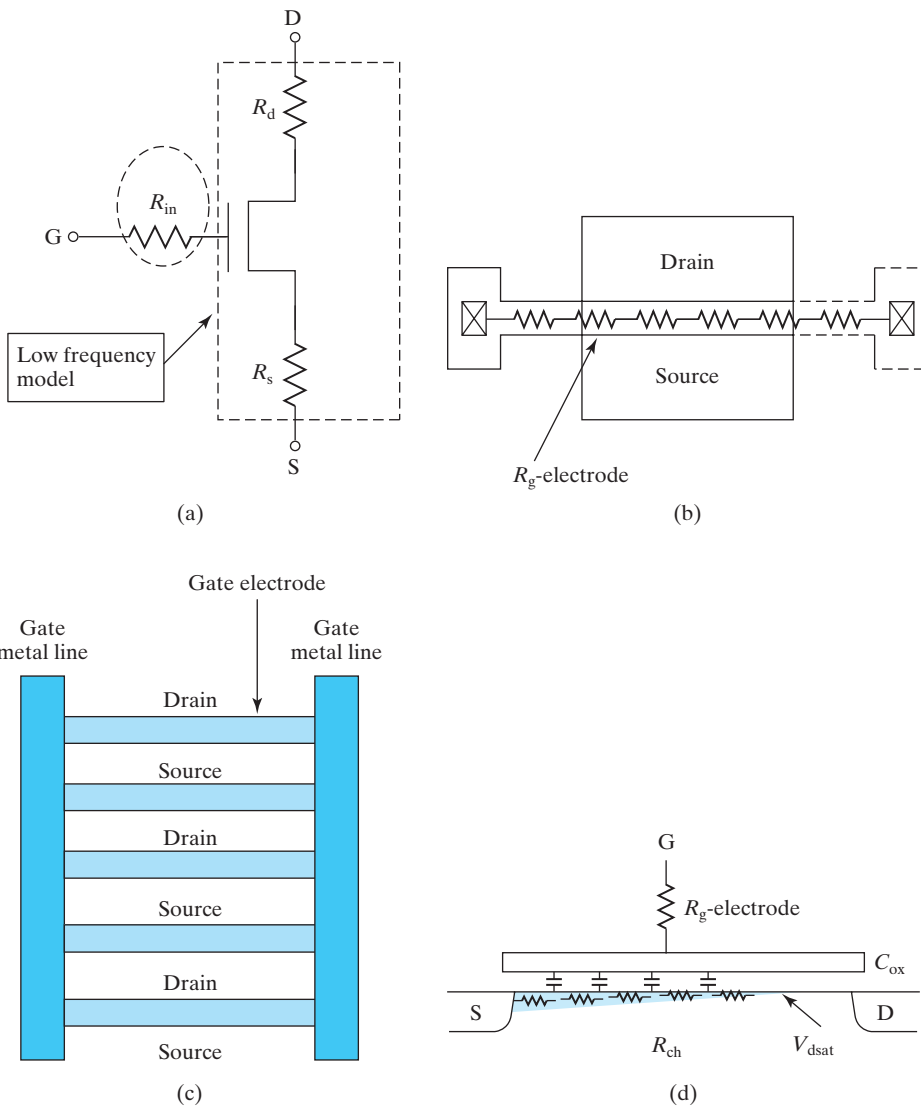 D
R_d
R_in
G
Low frequency
model
R_s
S
(a)
Drain
Source
R_g-electrode
(b)
Gate electrode
Gate
metal line
Gate
metal line
Drain
Source
Drain
Source
Drain
Source
(c)
G
R_g-electrode
C_ox
S
D
R_ch
V_dsat
(d)